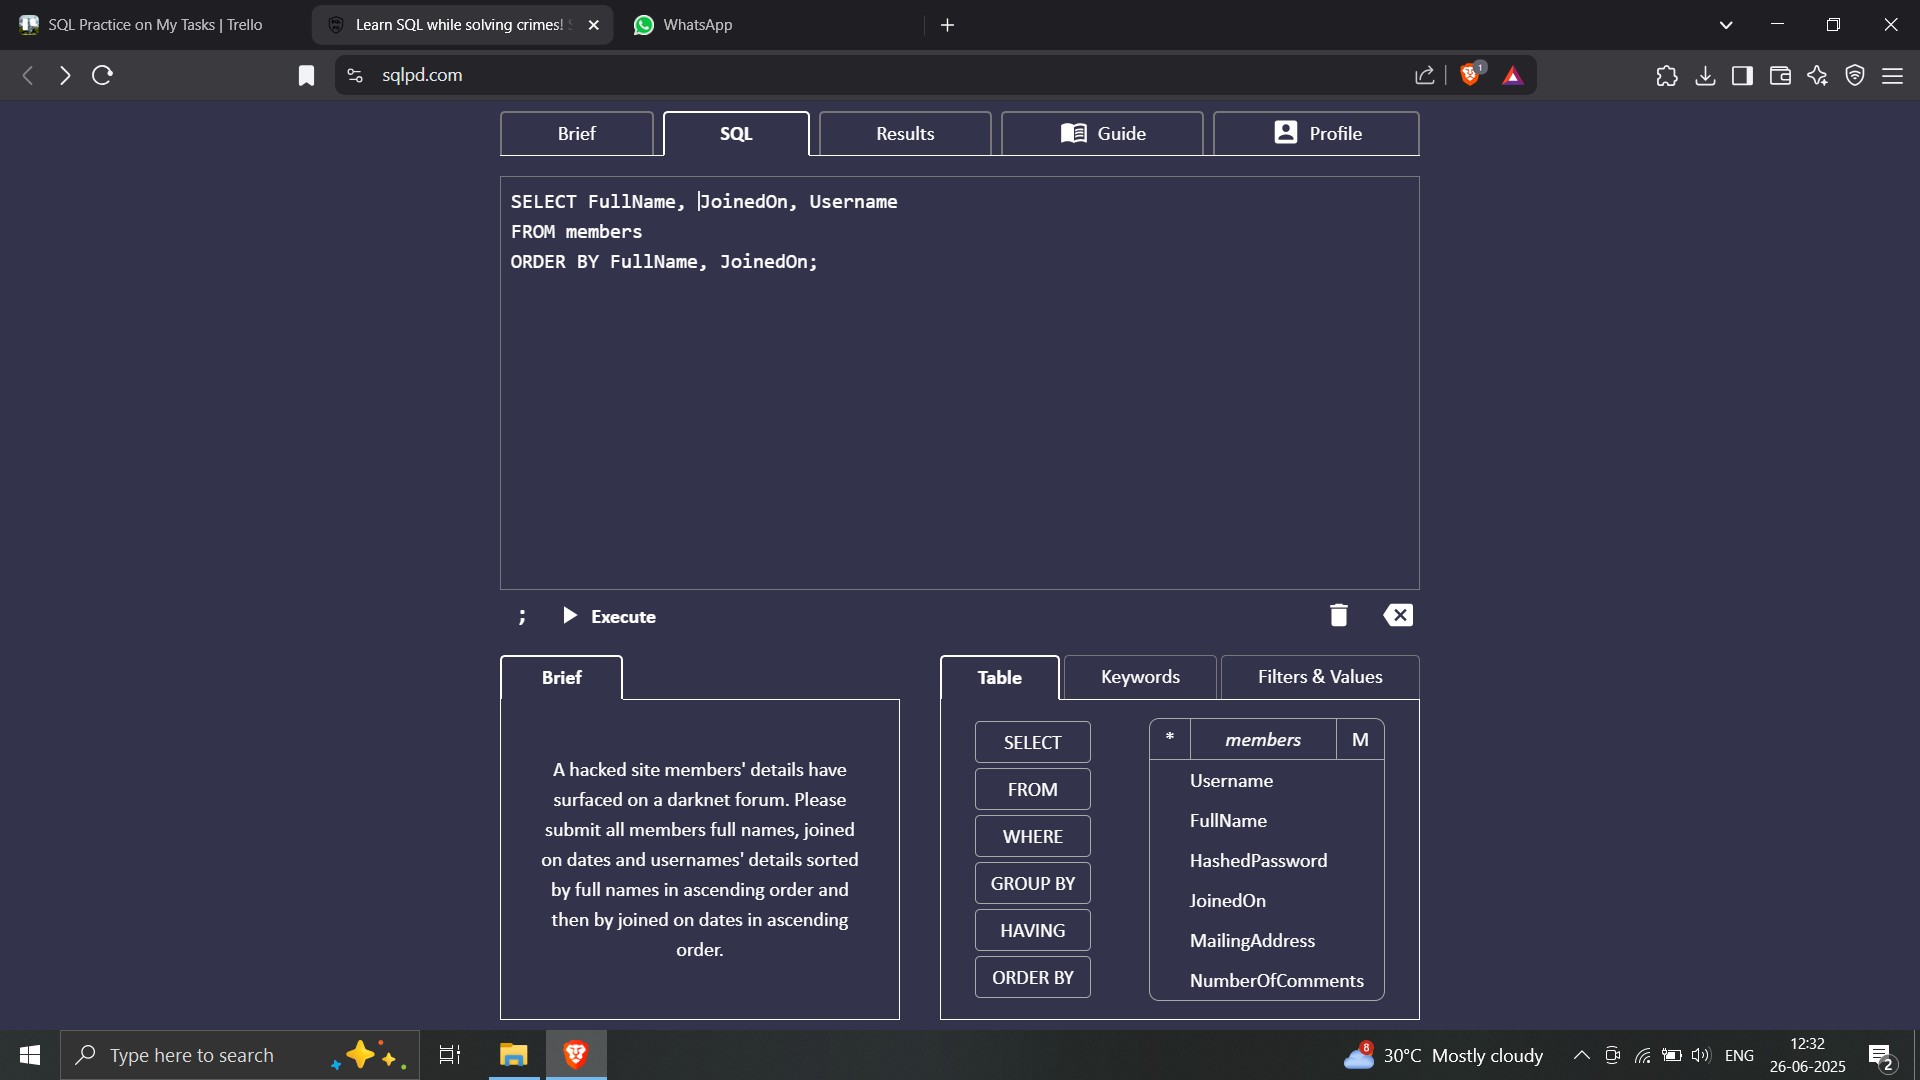 SQL Practice on My Tasks | Trello
Learn SQL while solving crimes!
WhatsApp
sqlpd.com
1
Brief
SQL
Results
Guide
Profile
SELECT FullName, JoinedOn, Username
FROM members
ORDER BY FullName, JoinedOn;
; Execute
Brief
A hacked site members' details have
surfaced on a darknet forum. Please
submit all members full names, joined
on dates and usernames' details sorted
by full names in ascending order and
then by joined on dates in ascending
order.
Table
Keywords
Filters & Values
SELECT
FROM
WHERE
GROUP BY
HAVING
ORDER BY
* members M
Username
FullName
HashedPassword
JoinedOn
MailingAddress
NumberOfComments
Type here to search
8
30°C Mostly cloudy
ENG
12:32
26-06-2025
2